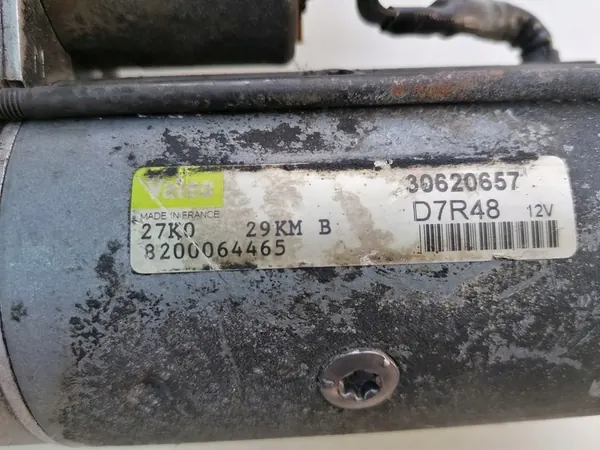 Valeo
MADE IN FRANCE
27K0 29KM B
8200064465
30620657
D7R48 12V